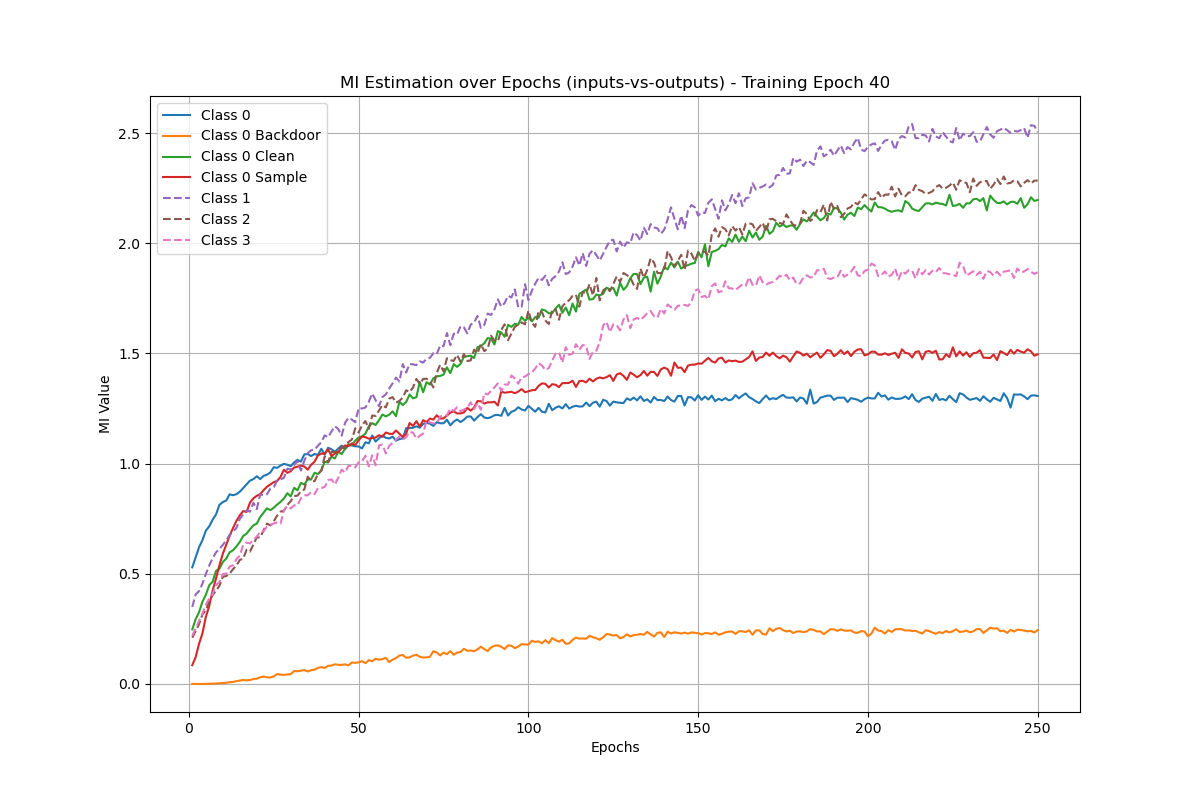 MI Estimation over Epochs (inputs-vs-outputs) - Training Epoch 40
Class 0
Class 0 Backdoor
Class 0 Clean
Class 0 Sample
Class 1
Class 2
Class 3
MI Value
2.5
2.0
1.5
1.0
0.5
0.0
0 50 100 150 200 250
Epochs